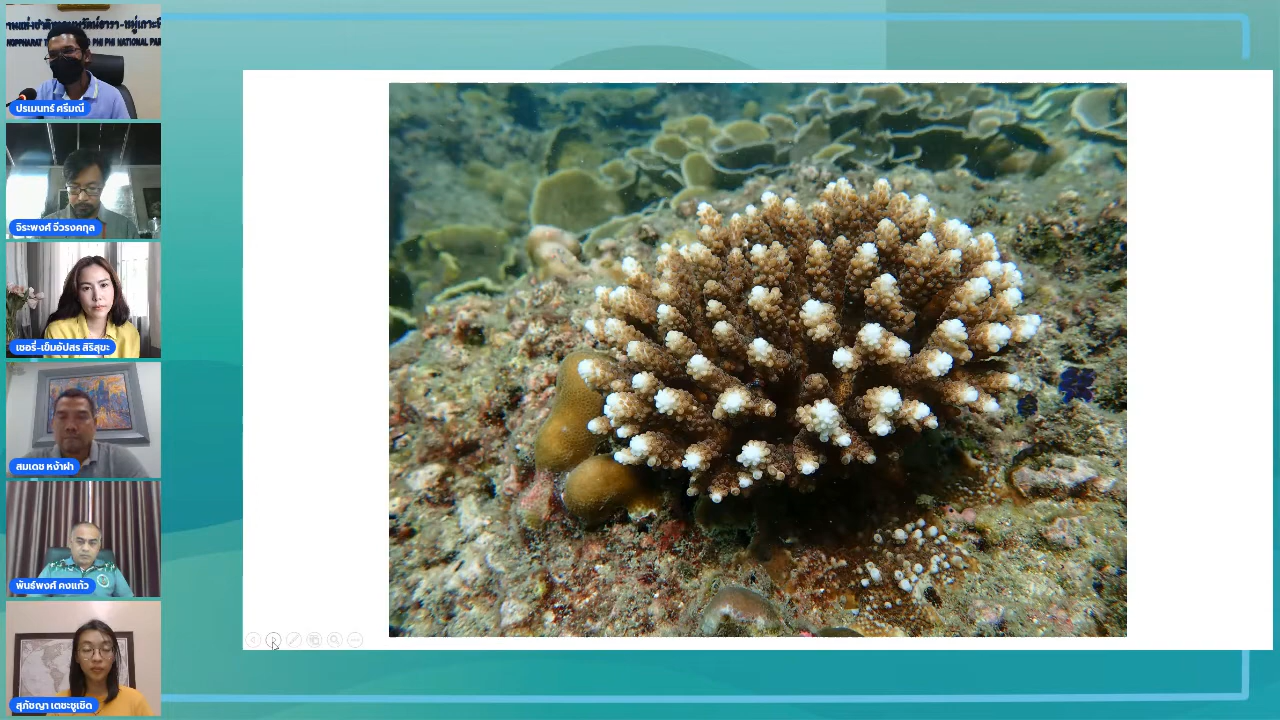 ปรเมนทร์ ศรีมณี
จิระพงศ์ จีวรงคกุล
เชอรี่-เข็มอัปสร สิริสุขะ
สมเดช หง้าฝา
พันธ์พงศ์ คงแก้ว
สุภัชญา เตชะชูเชิด